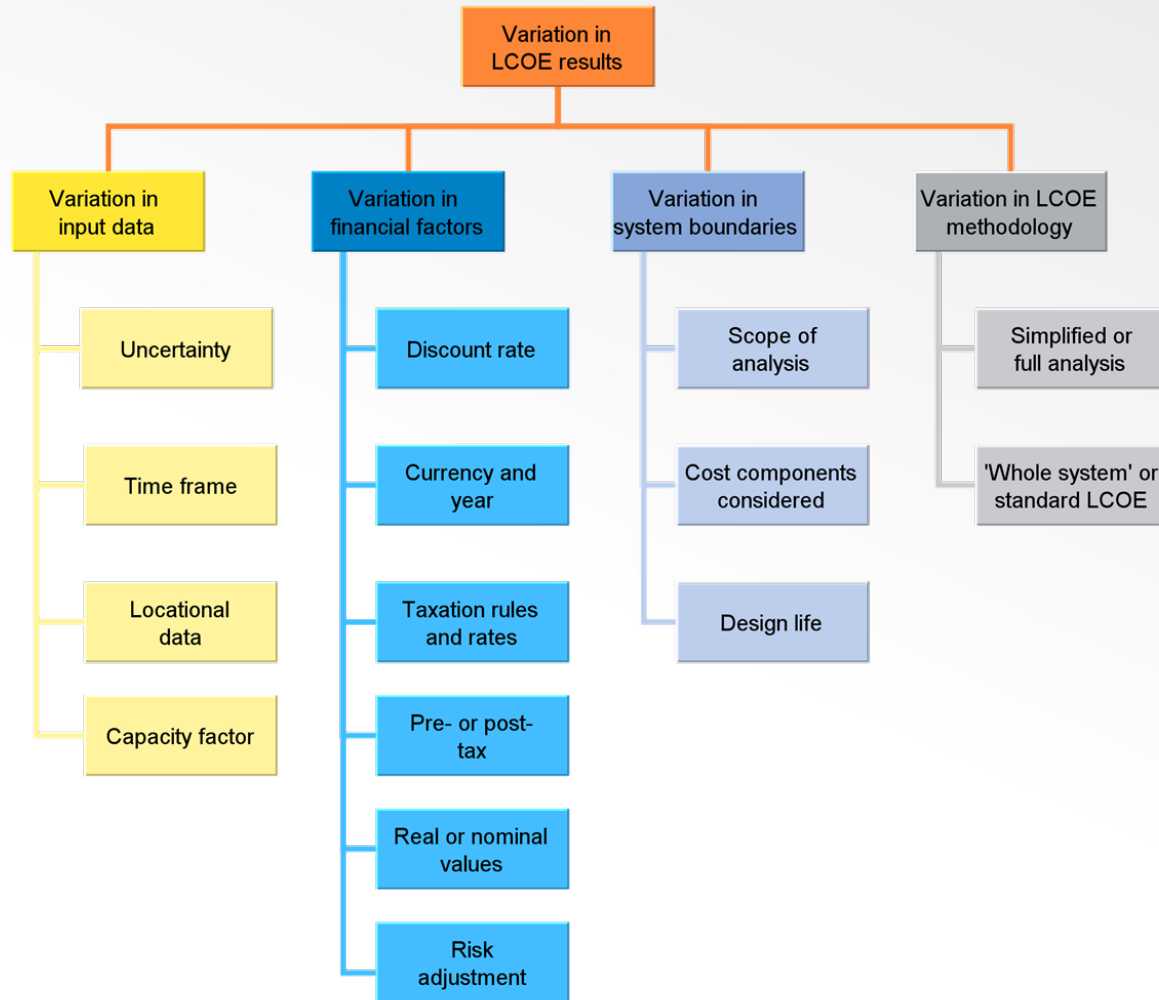 Variation in
LCOE results
Variation in
input data
Uncertainty
Time frame
Locational
data
Capacity factor
Variation in
financial factors
Discount rate
Currency and
year
Taxation rules
and rates
Pre- or post-
tax
Real or nominal
values
Risk
adjustment
Variation in
system boundaries
Scope of
analysis
Cost components
considered
Design life
Variation in LCOE
methodology
Simplified or
full analysis
'Whole system' or
standard LCOE